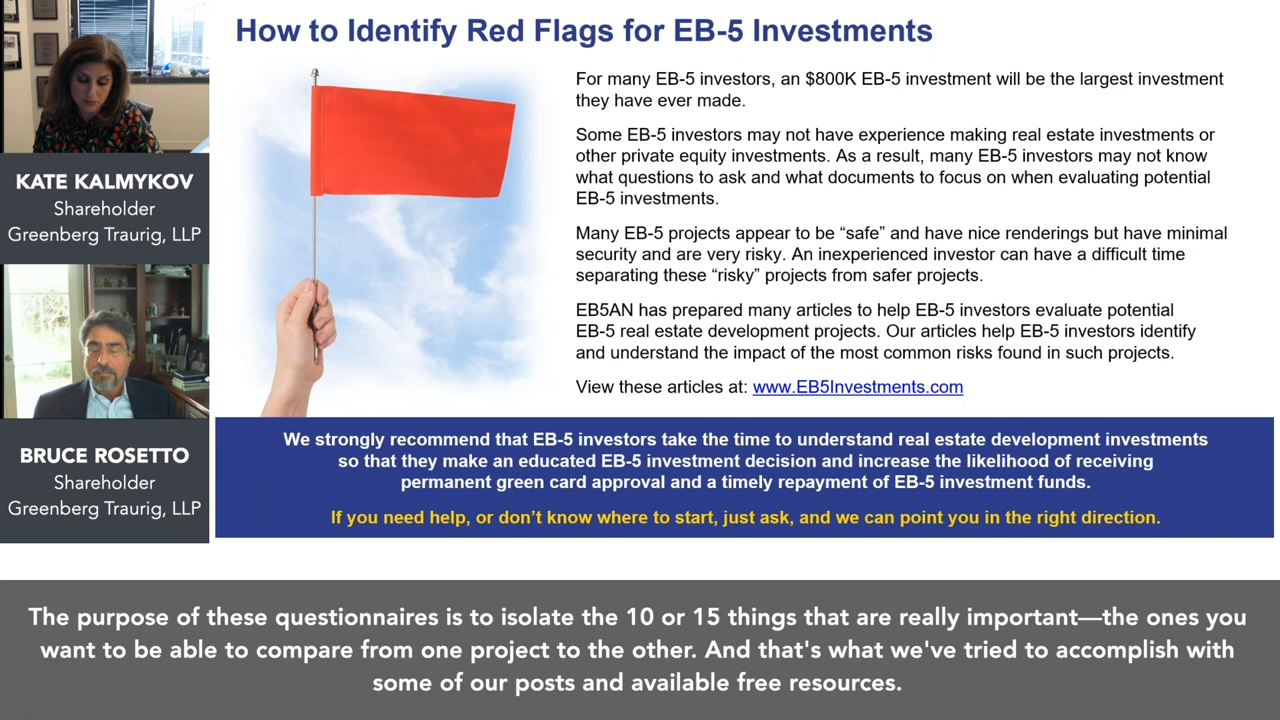 How to Identify Red Flags for EB-5 Investments
KATE KALMYKOV
Shareholder
Greenberg Traurig, LLP
BRUCE ROSETTO
Shareholder
Greenberg Traurig, LLP
For many EB-5 investors, an $800K EB-5 investment will be the largest investment
they have ever made.
Some EB-5 investors may not have experience making real estate investments or
other private equity investments. As a result, many EB-5 investors may not know
what questions to ask and what documents to focus on when evaluating potential
EB-5 investments.
Many EB-5 projects appear to be “safe” and have nice renderings but have minimal
security and are very risky. An inexperienced investor can have a difficult time
separating these “risky” projects from safer projects.
EB5AN has prepared many articles to help EB-5 investors evaluate potential
EB-5 real estate development projects. Our articles help EB-5 investors identify
and understand the impact of the most common risks found in such projects.
View these articles at: www.EB5Investments.com
We strongly recommend that EB-5 investors take the time to understand real estate development investments
so that they make an educated EB-5 investment decision and increase the likelihood of receiving
permanent green card approval and a timely repayment of EB-5 investment funds.
If you need help, or don’t know where to start, just ask, and we can point you in the right direction.
The purpose of these questionnaires is to isolate the 10 or 15 things that are really important—the ones you
want to be able to compare from one project to the other. And that's what we've tried to accomplish with
some of our posts and available free resources.